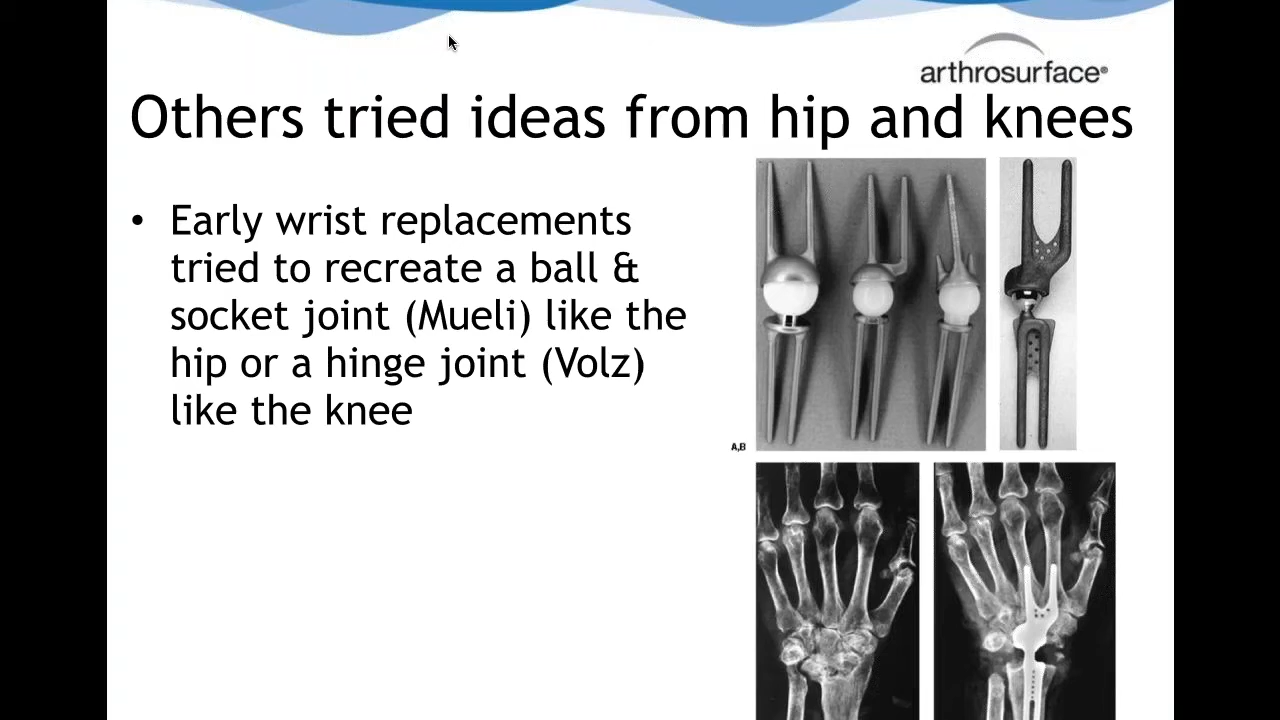 arthrosurface®
Others tried ideas from hip and knees
• Early wrist replacements
tried to recreate a ball &
socket joint (Mueli) like the
hip or a hinge joint (Volz)
like the knee
A,B